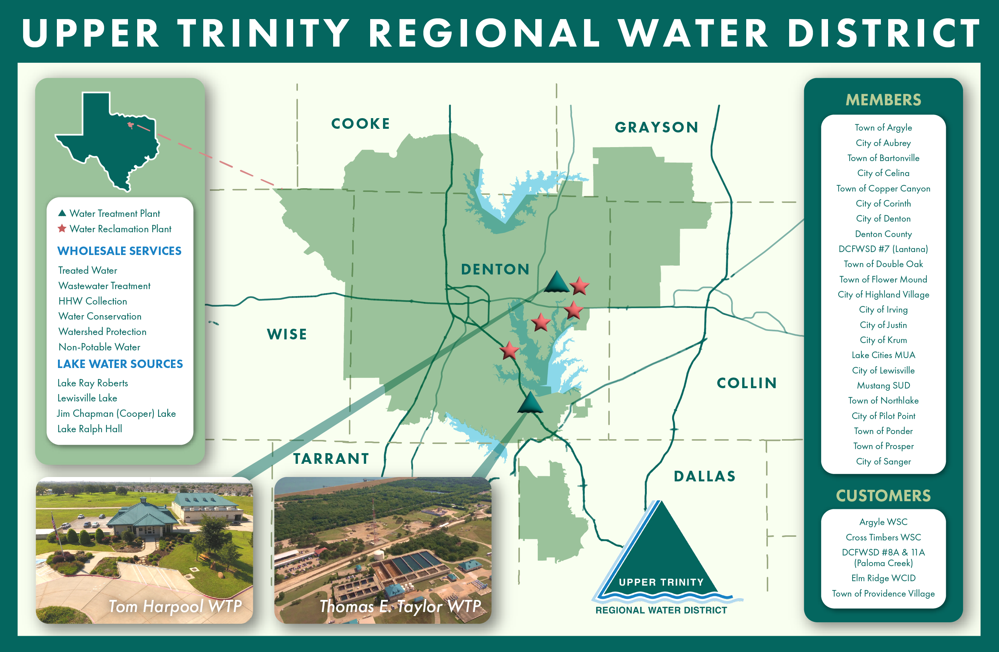 UPPER TRINITY REGIONAL WATER DISTRICT
Water Treatment Plant
Water Reclamation Plant
WHOLESALE SERVICES
Treated Water
Wastewater Treatment
HHW Collection
Water Conservation
Watershed Protection
Non-Potable Water
LAKE WATER SOURCES
Lake Ray Roberts
Lewisville Lake
Jim Chapman (Cooper) Lake
Lake Ralph Hall
COOKE
GRAYSON
DENTON
WISE
COLLIN
TARRANT
DALLAS
Tom Harpool WTP
Thomas E. Taylor WTP
UPPER TRINITY
REGIONAL WATER DISTRICT
MEMBERS
Town of Argyle
City of Aubrey
Town of Bartonville
City of Celina
Town of Copper Canyon
City of Corinth
City of Denton
Denton County
DCFWSD #7 (Lantana)
Town of Double Oak
Town of Flower Mound
City of Highland Village
City of Irving
City of Justin
City of Krum
Lake Cities MUA
City of Lewisville
Mustang SUD
Town of Northlake
City of Pilot Point
Town of Ponder
Town of Prosper
City of Sanger
CUSTOMERS
Argyle WSC
Cross Timbers WSC
DCFWSD #8A & 11A
(Paloma Creek)
Elm Ridge WCID
Town of Providence Village